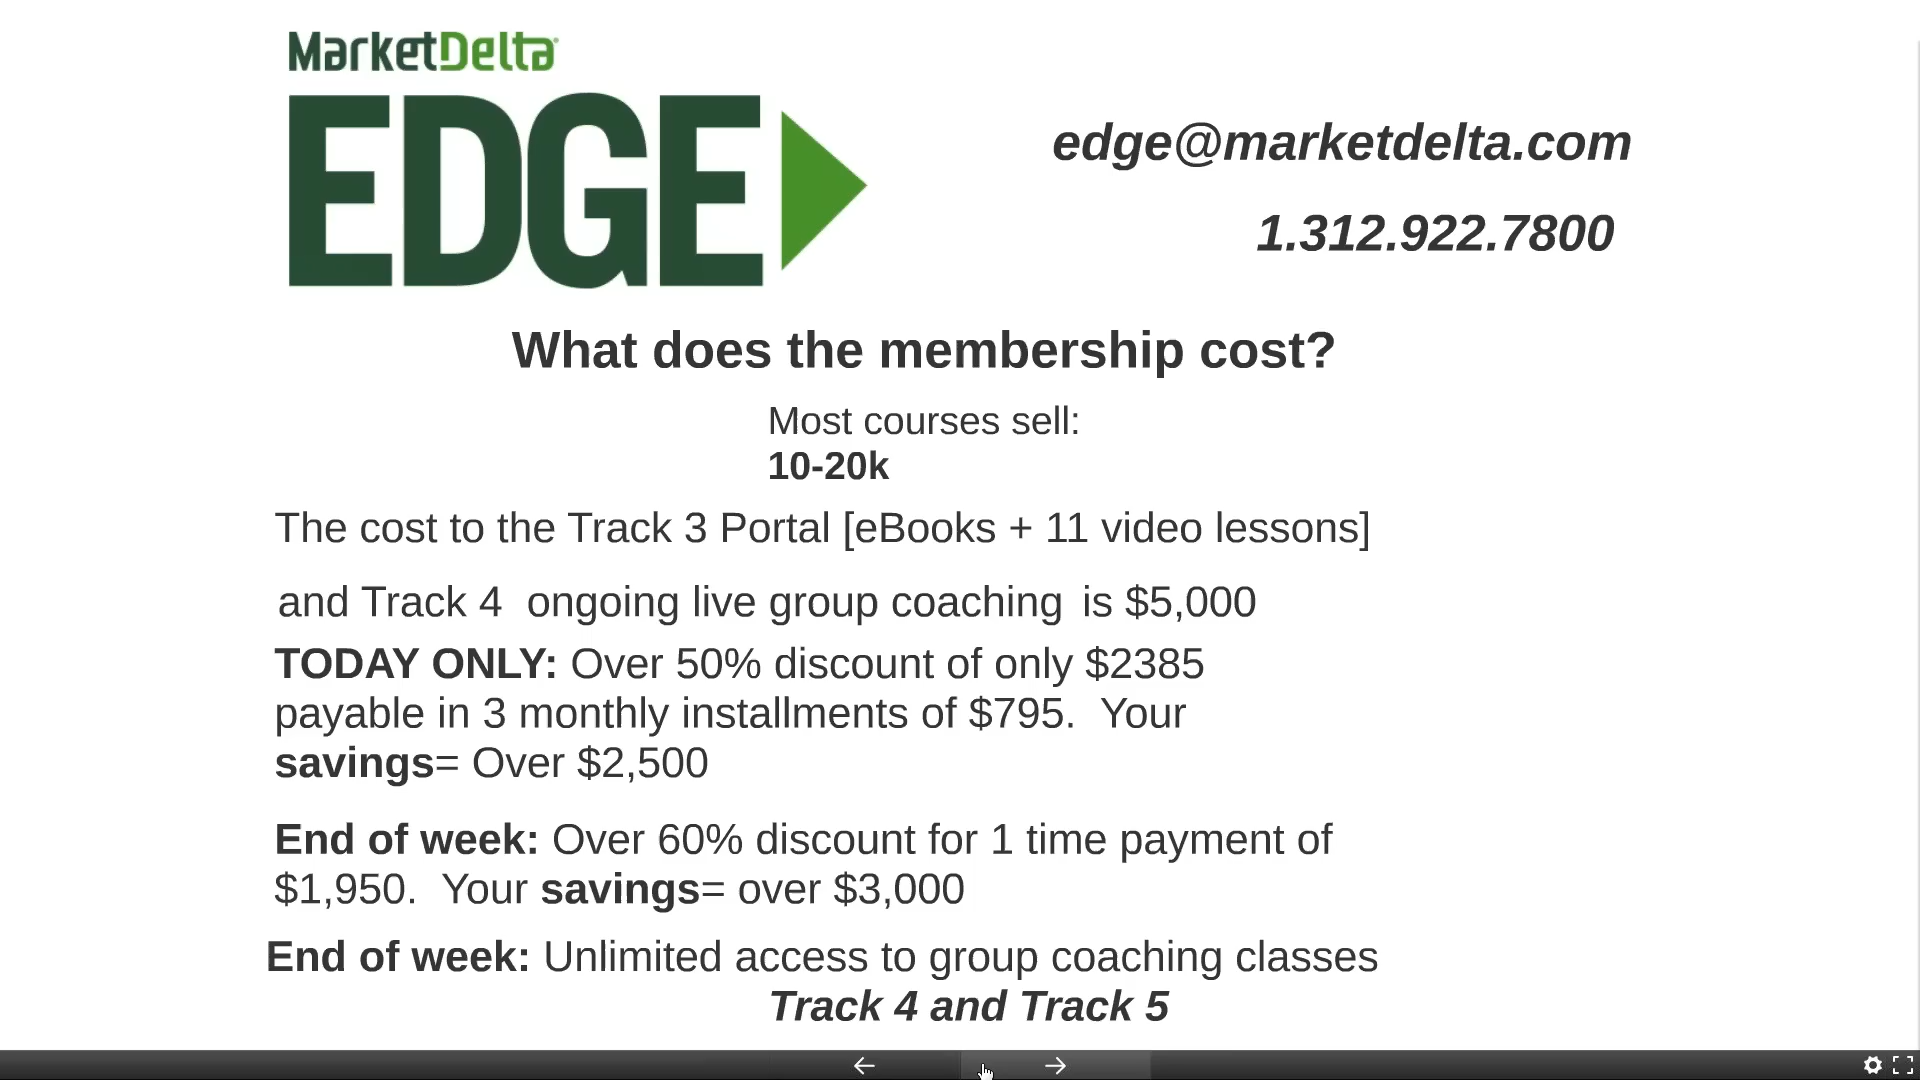 MarketDelta
EDGE
edge@marketdelta.com
1.312.922.7800
What does the membership cost?
Most courses sell:
10-20k
The cost to the Track 3 Portal [eBooks + 11 video lessons]
and Track 4 ongoing live group coaching is $5,000
TODAY ONLY: Over 50% discount of only $2385
payable in 3 monthly installments of $795. Your
savings= Over $2,500
End of week: Over 60% discount for 1 time payment of
$1,950. Your savings= over $3,000
End of week: Unlimited access to group coaching classes
Track 4 and Track 5